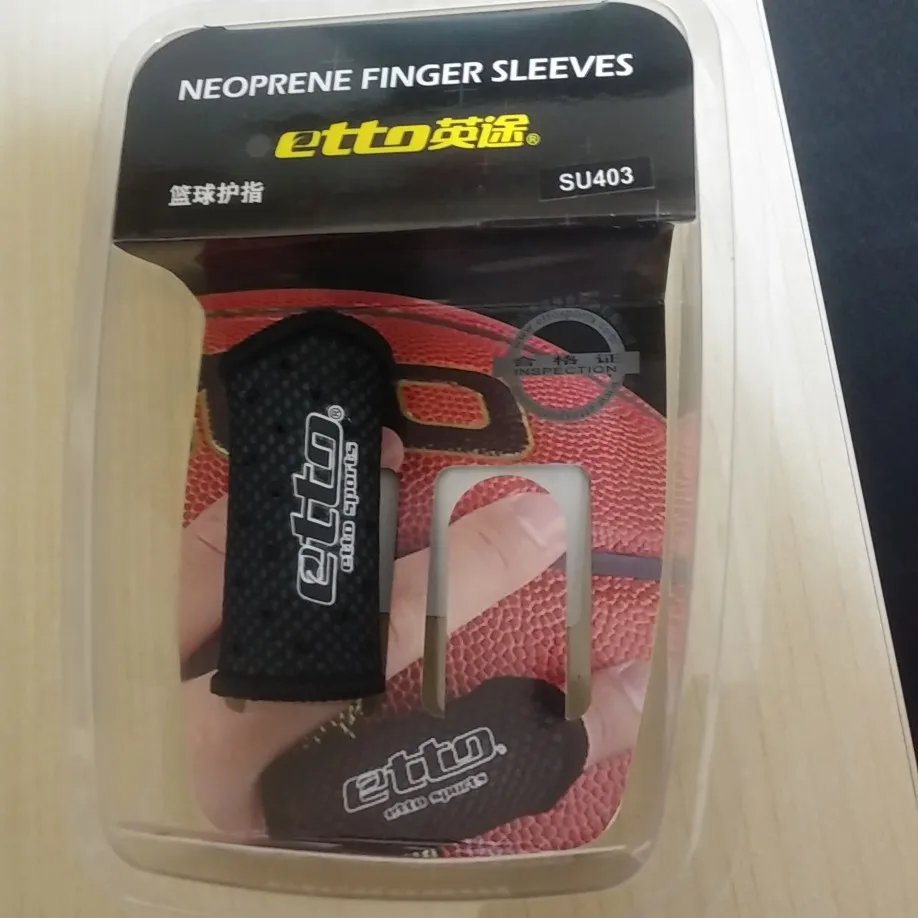 NEOPRENE FINGER SLEEVES
etto英途®
篮球护指
SU403
合格证
INSPECTION
etto®
etto sports
etto
etto sports